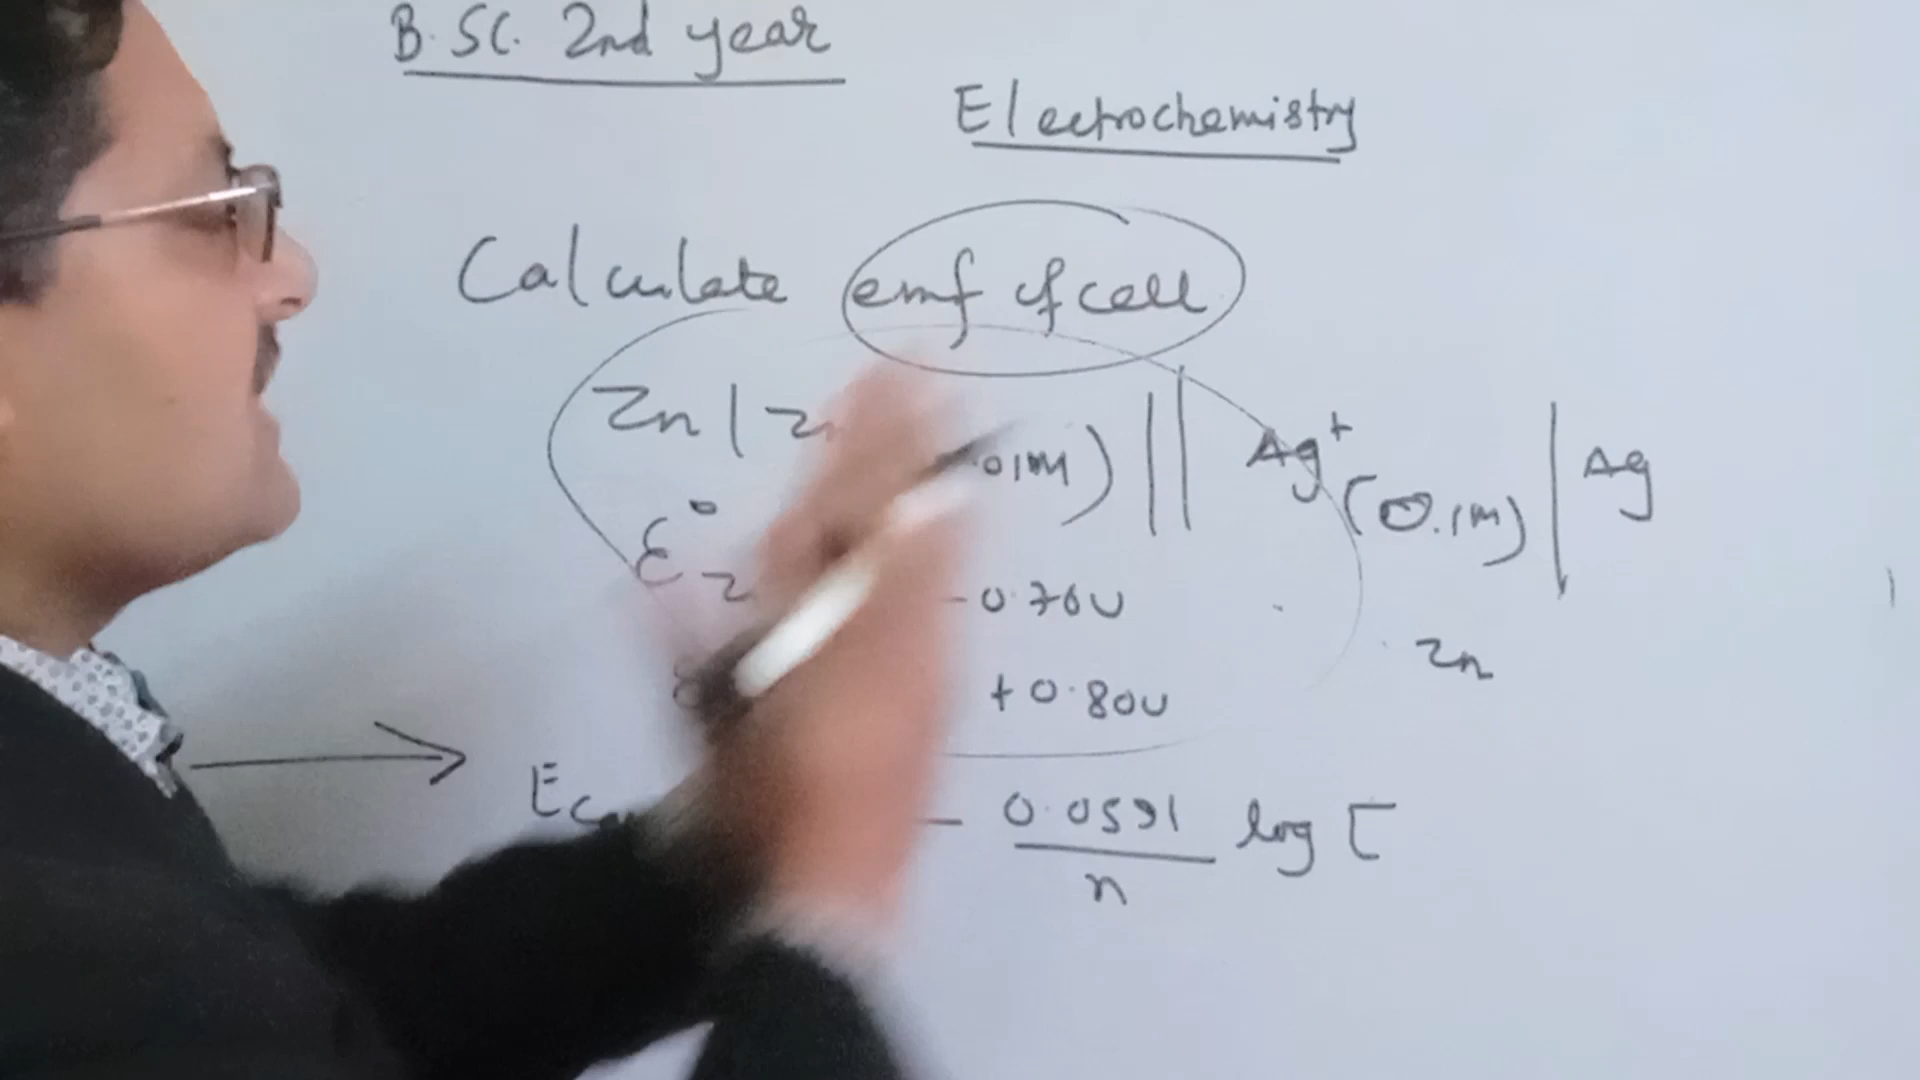 B.SC. 2nd year
Electrochemistry
Calculate emf of cell
Zn | .01M) || Ag+ (0.1M) | Ag
ε°
- 0.76V
Zn
+0.80V
- 0.0591 log [
n